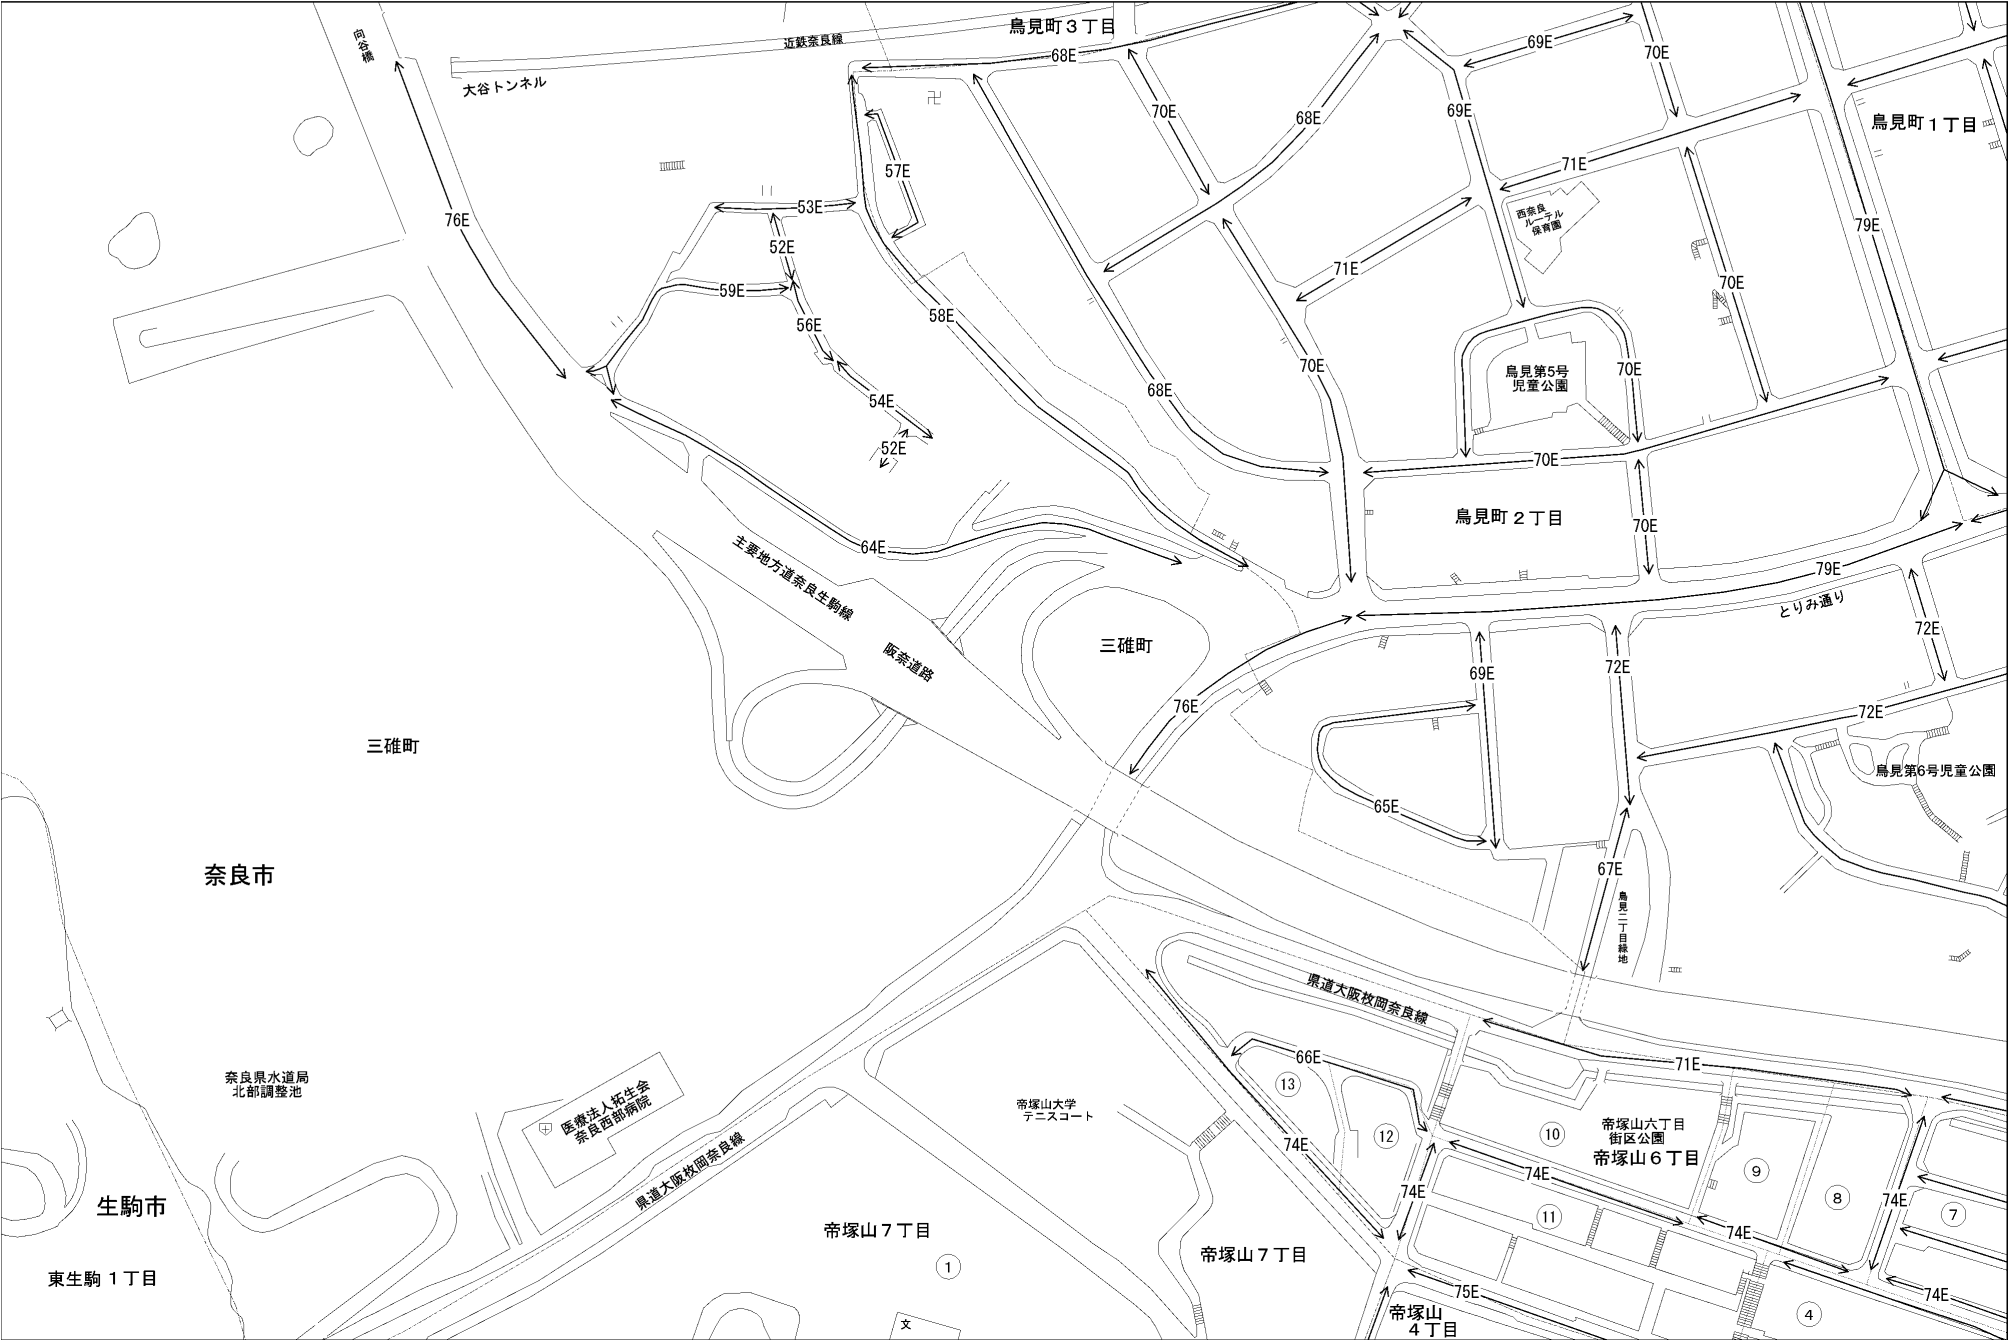 向谷橋
近鉄奈良線
鳥見町３丁目
68E
69E
70E
大谷トンネル
卍
70E
68E
69E
鳥見町１丁目
57E
71E
76E
53E
西奈良
ルーテル
保育園
79E
52E
71E
59E
70E
58E
56E
70E
鳥見第5号
児童公園
70E
68E
54E
52E
70E
鳥見町２丁目
70E
64E
主要地方道奈良生駒線
79E
とりみ通り
72E
阪奈道路
三碓町
69E
72E
76E
72E
三碓町
鳥見第6号児童公園
65E
67E
奈良市
鳥見二丁目緑地
県道大阪枚岡奈良線
66E
71E
奈良県水道局
北部調整池
⑬
医療法人拓生会
奈良西部病院
帝塚山大学
テニスコート
⑫
⑩
帝塚山六丁目
街区公園
帝塚山６丁目
74E
⑨
県道大阪枚岡奈良線
74E
74E
⑧
74E
生駒市
⑪
⑦
帝塚山７丁目
74E
帝塚山７丁目
①
東生駒１丁目
75E
74E
帝塚山
４丁目
④
文